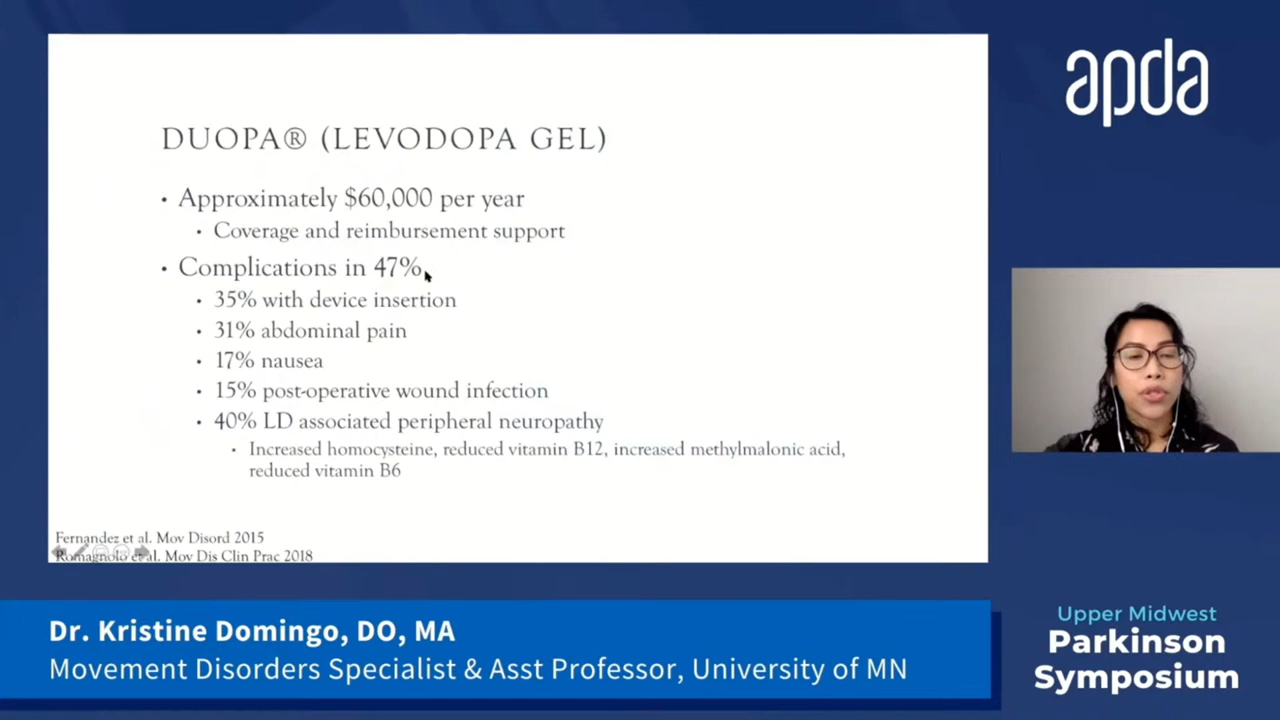 apda
DUOPA® (LEVODOPA GEL)
• Approximately $60,000 per year
• Coverage and reimbursement support
• Complications in 47%
• 35% with device insertion
• 31% abdominal pain
• 17% nausea
• 15% post-operative wound infection
• 40% LD associated peripheral neuropathy
• Increased homocysteine, reduced vitamin B12, increased methylmalonic acid,
reduced vitamin B6
Fernandez et al. Mov Disord 2015
Romagnolo et al. Mov Dis Clin Prac 2018
Dr. Kristine Domingo, DO, MA
Movement Disorders Specialist & Asst Professor, University of MN
Upper Midwest
Parkinson
Symposium